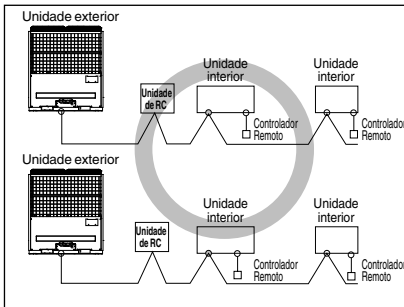 Unidade exterior
Unidade
de RC
Unidade
interior
Controlador
Remoto
Unidade
interior
Controlador
Remoto
Unidade exterior
Unidade
de RC
Unidade
interior
Controlador
Remoto
Unidade
interior
Controlador
Remoto